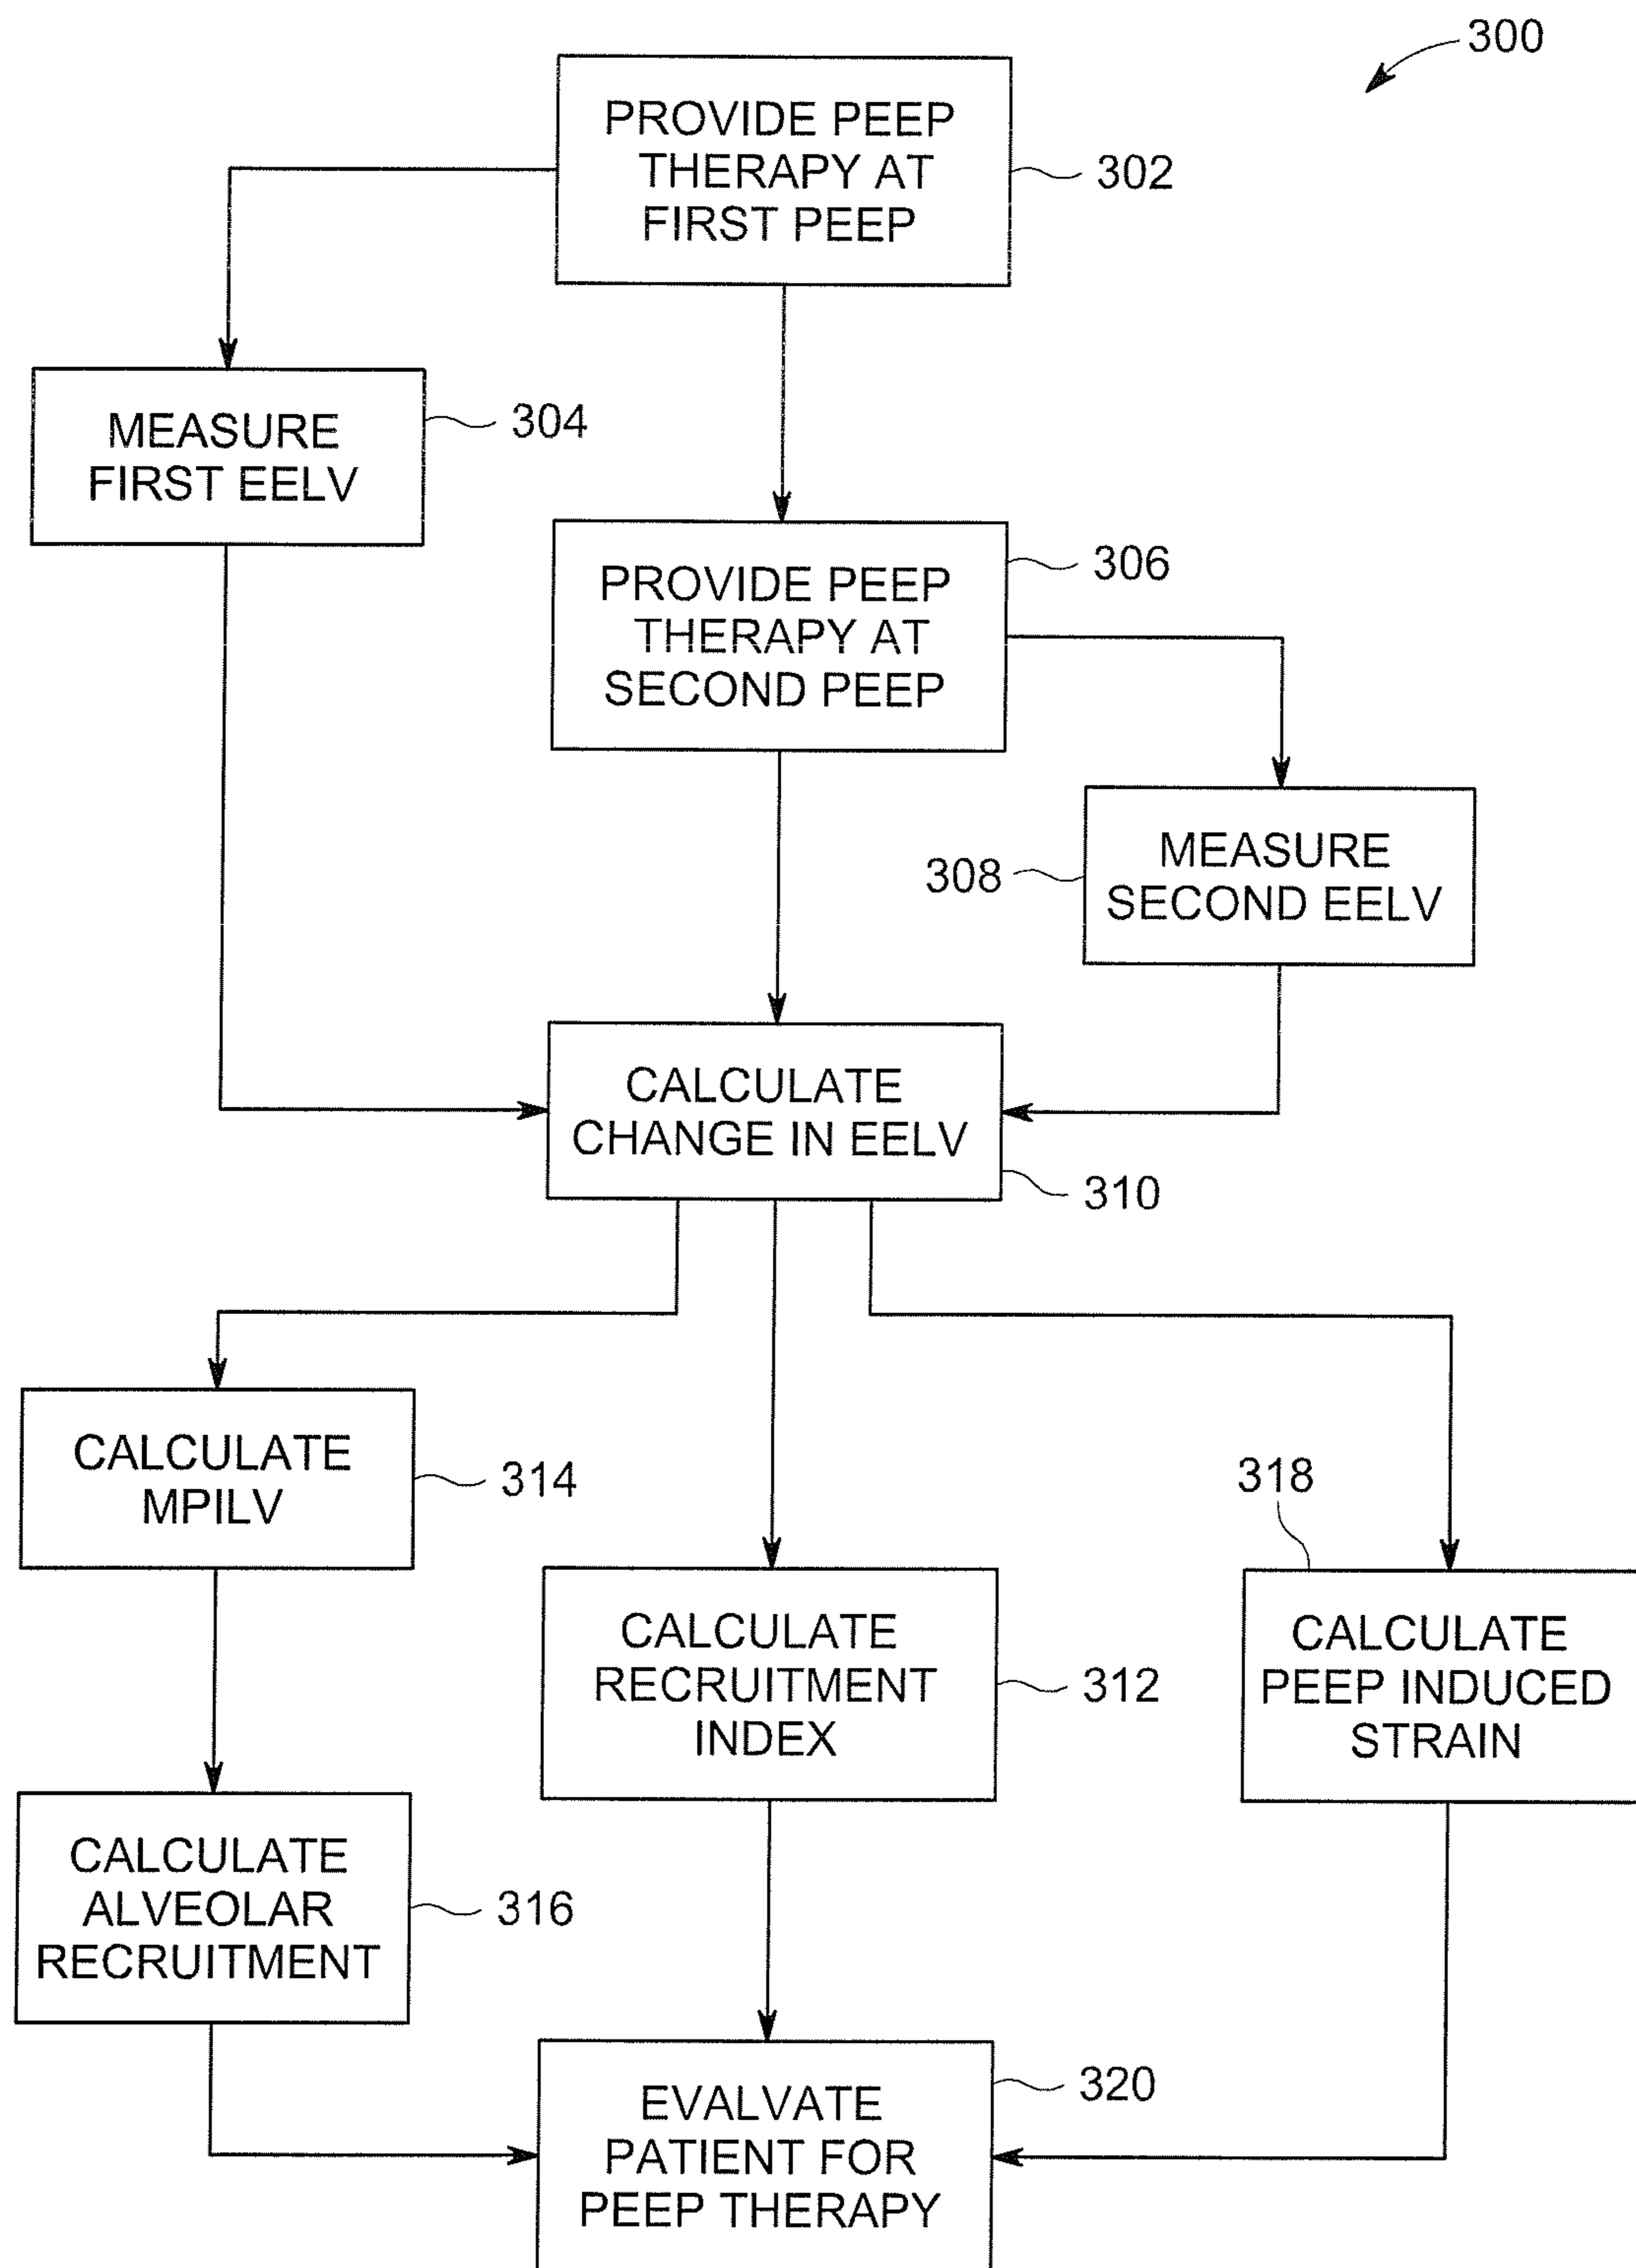 300
PROVIDE PEEP
THERAPY AT
FIRST PEEP
302
MEASURE
FIRST EELV
304
PROVIDE PEEP
THERAPY AT
SECOND PEEP
306
MEASURE
SECOND EELV
308
CALCULATE
CHANGE IN EELV
310
CALCULATE
MPILV
314
CALCULATE
RECRUITMENT
INDEX
312
318
CALCULATE
PEEP INDUCED
STRAIN
CALCULATE
ALVEOLAR
RECRUITMENT
316
EVALVATE
PATIENT FOR
PEEP THERAPY
320